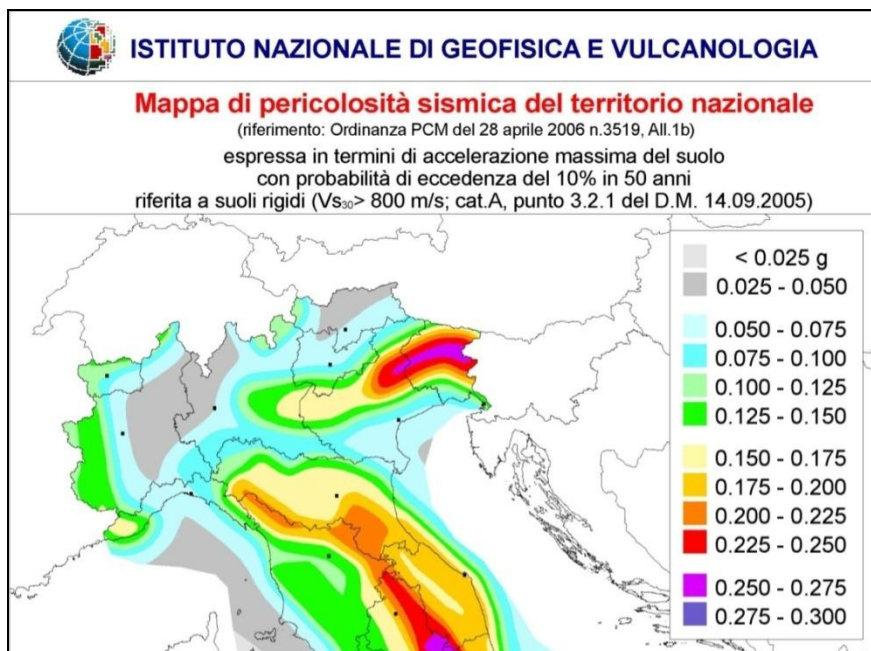 ISTITUTO NAZIONALE DI GEOFISICA E VULCANOLOGIA
Mappa di pericolosità sismica del territorio nazionale
(riferimento: Ordinanza PCM del 28 aprile 2006 n.3519, All.1b)
espressa in termini di accelerazione massima del suolo
con probabilità di eccedenza del 10% in 50 anni
riferita a suoli rigidi (Vs₃₀> 800 m/s; cat.A, punto 3.2.1 del D.M. 14.09.2005)
< 0.025 g
0.025 - 0.050
0.050 - 0.075
0.075 - 0.100
0.100 - 0.125
0.125 - 0.150
0.150 - 0.175
0.175 - 0.200
0.200 - 0.225
0.225 - 0.250
0.250 - 0.275
0.275 - 0.300